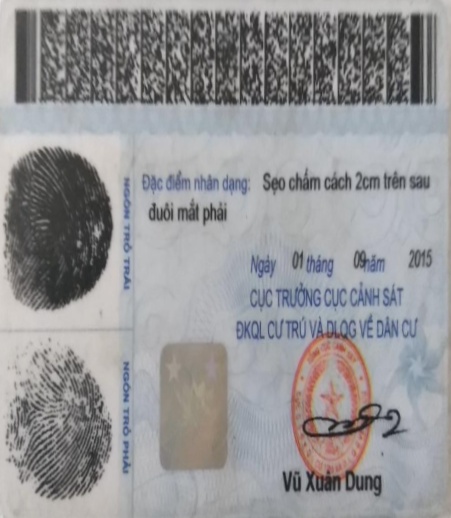 Đặc điểm nhân dạng: Sẹo chấm cách 2cm trên sau
đuôi mắt phải
NGÓN TRỎ TRÁI
Ngày 01 tháng 09 năm 2015
CỤC TRƯỞNG CỤC CẢNH SÁT
ĐKQL CƯ TRÚ VÀ DLQG VỀ DÂN CƯ
NGÓN TRỎ PHẢI
Vũ Xuân Dung